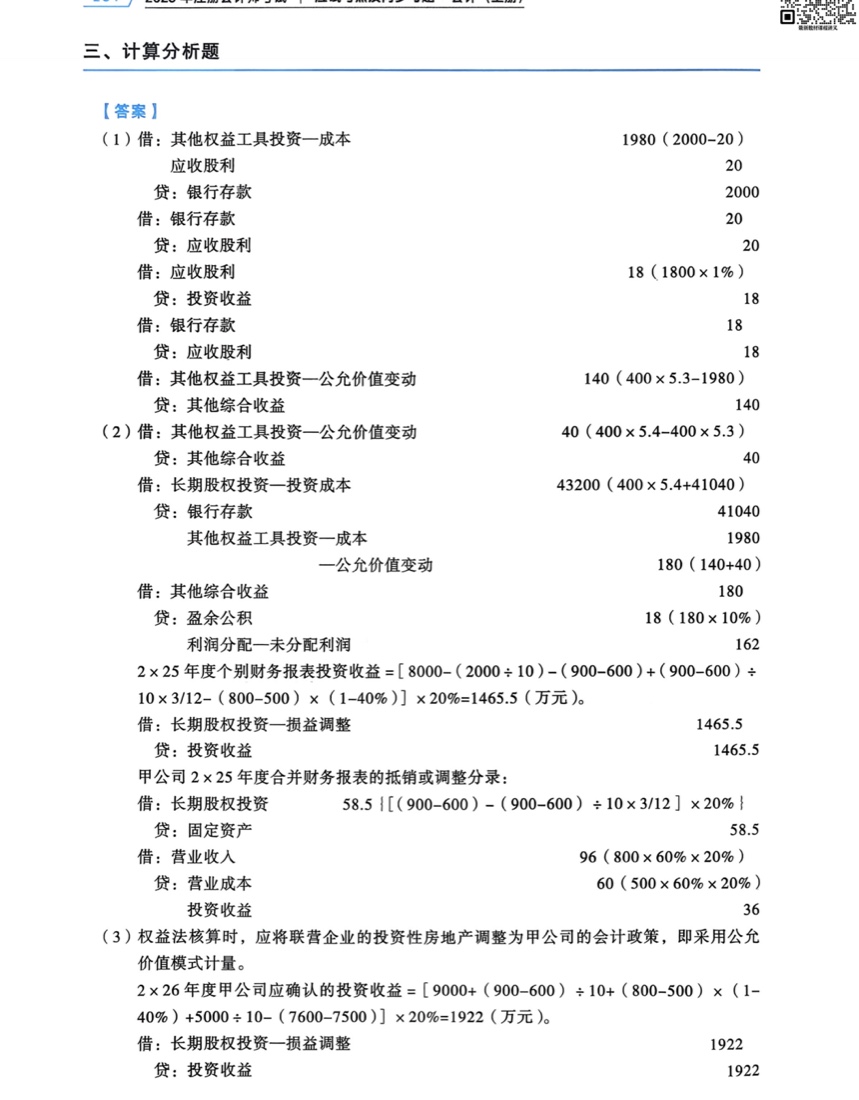 三、计算分析题
【答案】
（1）借：其他权益工具投资—成本 1980（2000-20）
应收股利 20
贷：银行存款 2000
借：银行存款 20
贷：应收股利 20
借：应收股利 18（1800×1%）
贷：投资收益 18
借：银行存款 18
贷：应收股利 18
借：其他权益工具投资—公允价值变动 140（400×5.3-1980）
贷：其他综合收益 140
（2）借：其他权益工具投资—公允价值变动 40（400×5.4-400×5.3）
贷：其他综合收益 40
借：长期股权投资—投资成本 43200（400×5.4+41040）
贷：银行存款 41040
其他权益工具投资—成本 1980
—公允价值变动 180（140+40）
借：其他综合收益 180
贷：盈余公积 18（180×10%）
利润分配—未分配利润 162
2×25年度个别财务报表投资收益=[8000-（2000÷10）-（900-600）+（900-600）÷
10×3/12-（800-500）×（1-40%）]×20%=1465.5（万元）。
借：长期股权投资—损益调整 1465.5
贷：投资收益 1465.5
甲公司2×25年度合并财务报表的抵销或调整分录：
借：长期股权投资 58.5{[（900-600）-（900-600）÷10×3/12]×20%}
贷：固定资产 58.5
借：营业收入 96（800×60%×20%）
贷：营业成本 60（500×60%×20%）
投资收益 36
（3）权益法核算时，应将联营企业的投资性房地产调整为甲公司的会计政策，即采用公允
价值模式计量。
2×26年度甲公司应确认的投资收益=[9000+（900-600）÷10+（800-500）×（1-
40%）+5000÷10-（7600-7500）]×20%=1922（万元）。
借：长期股权投资—损益调整 1922
贷：投资收益 1922